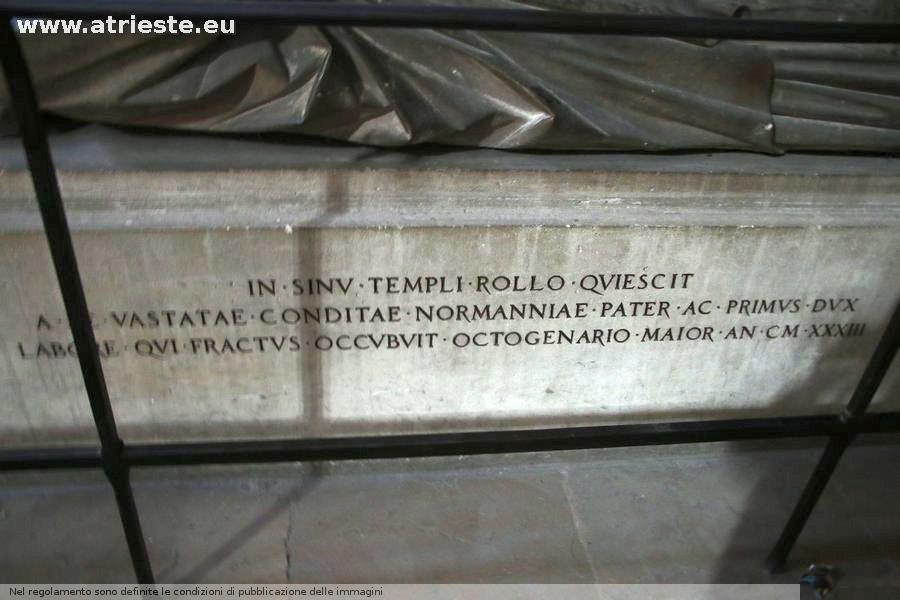 www.atrieste.eu
IN·SINV·TEMPLI·ROLLO·QVIESCIT
A· VASTATAE·CONDITAE·NORMANNIAE·PATER·AC·PRIMVS·DVX
LABORE·QVI·FRACTVS·OCCVBVIT·OCTOGENARIO·MAIOR·AN·CM·XXXIII
Nel regolamento sono definite le condizioni di pubblicazione delle immagini